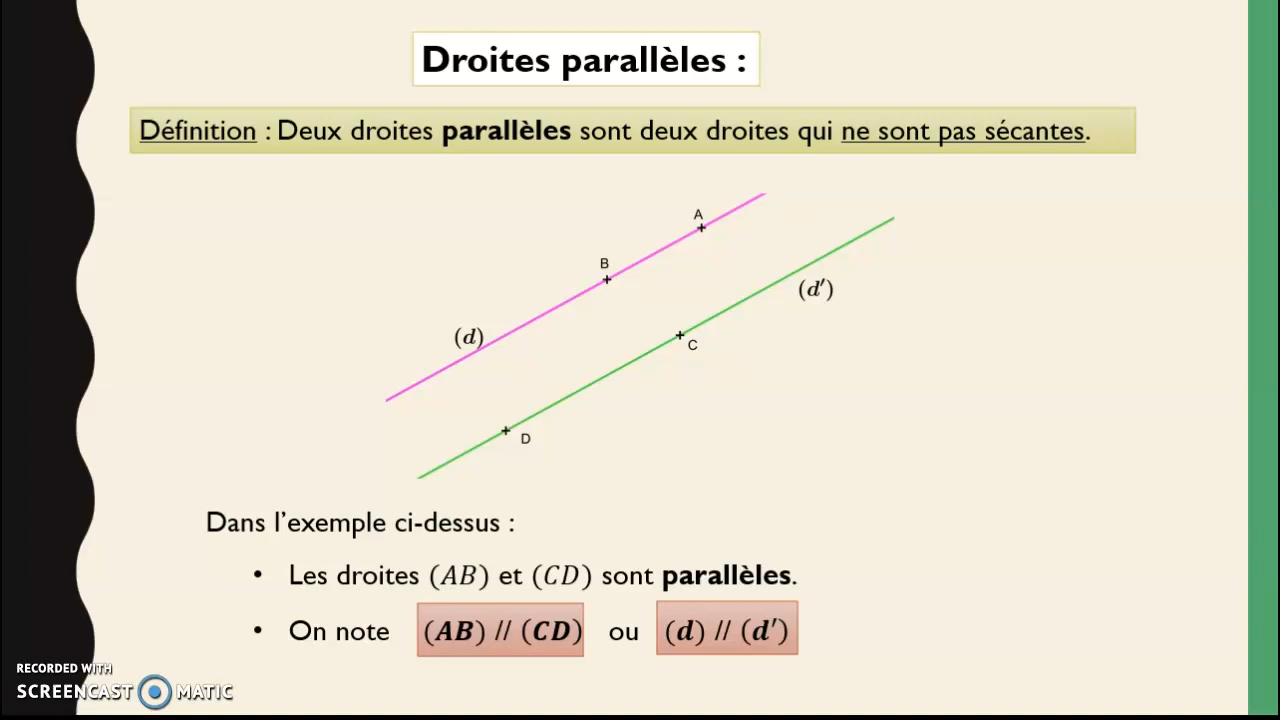 Droites parallèles :
Définition : Deux droites parallèles sont deux droites qui ne sont pas sécantes.
A
B
(d')
(d)
C
D
Dans l'exemple ci-dessus :
• Les droites (AB) et (CD) sont parallèles.
• On note (AB) // (CD) ou (d) // (d')
RECORDED WITH
SCREENCAST MATIC